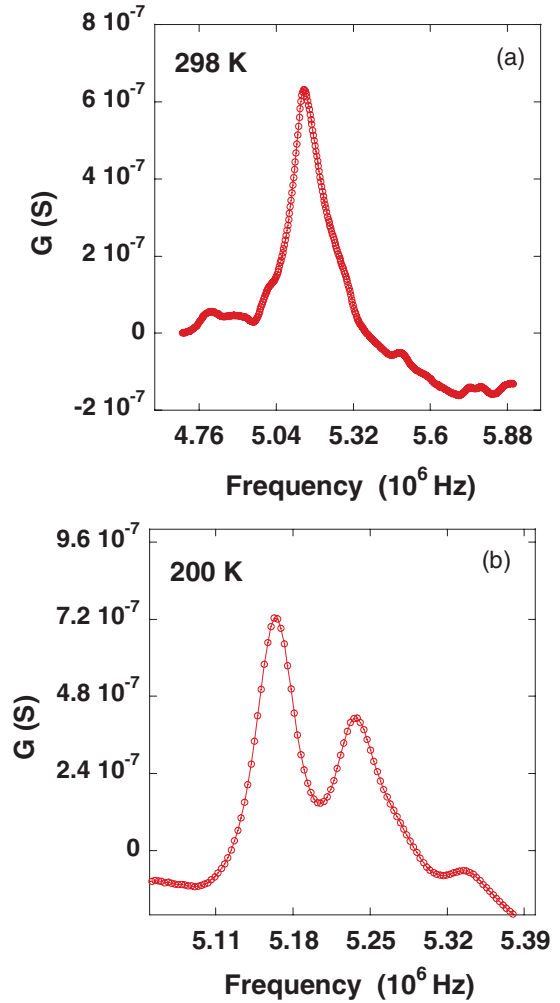 8 10⁻⁷
298 K
(a)
6 10⁻⁷
4 10⁻⁷
2 10⁻⁷
0
-2 10⁻⁷
G (S)
4.76 5.04 5.32 5.6 5.88
Frequency (10⁶ Hz)
9.6 10⁻⁷
200 K
(b)
7.2 10⁻⁷
4.8 10⁻⁷
2.4 10⁻⁷
0
G (S)
5.11 5.18 5.25 5.32 5.39
Frequency (10⁶ Hz)